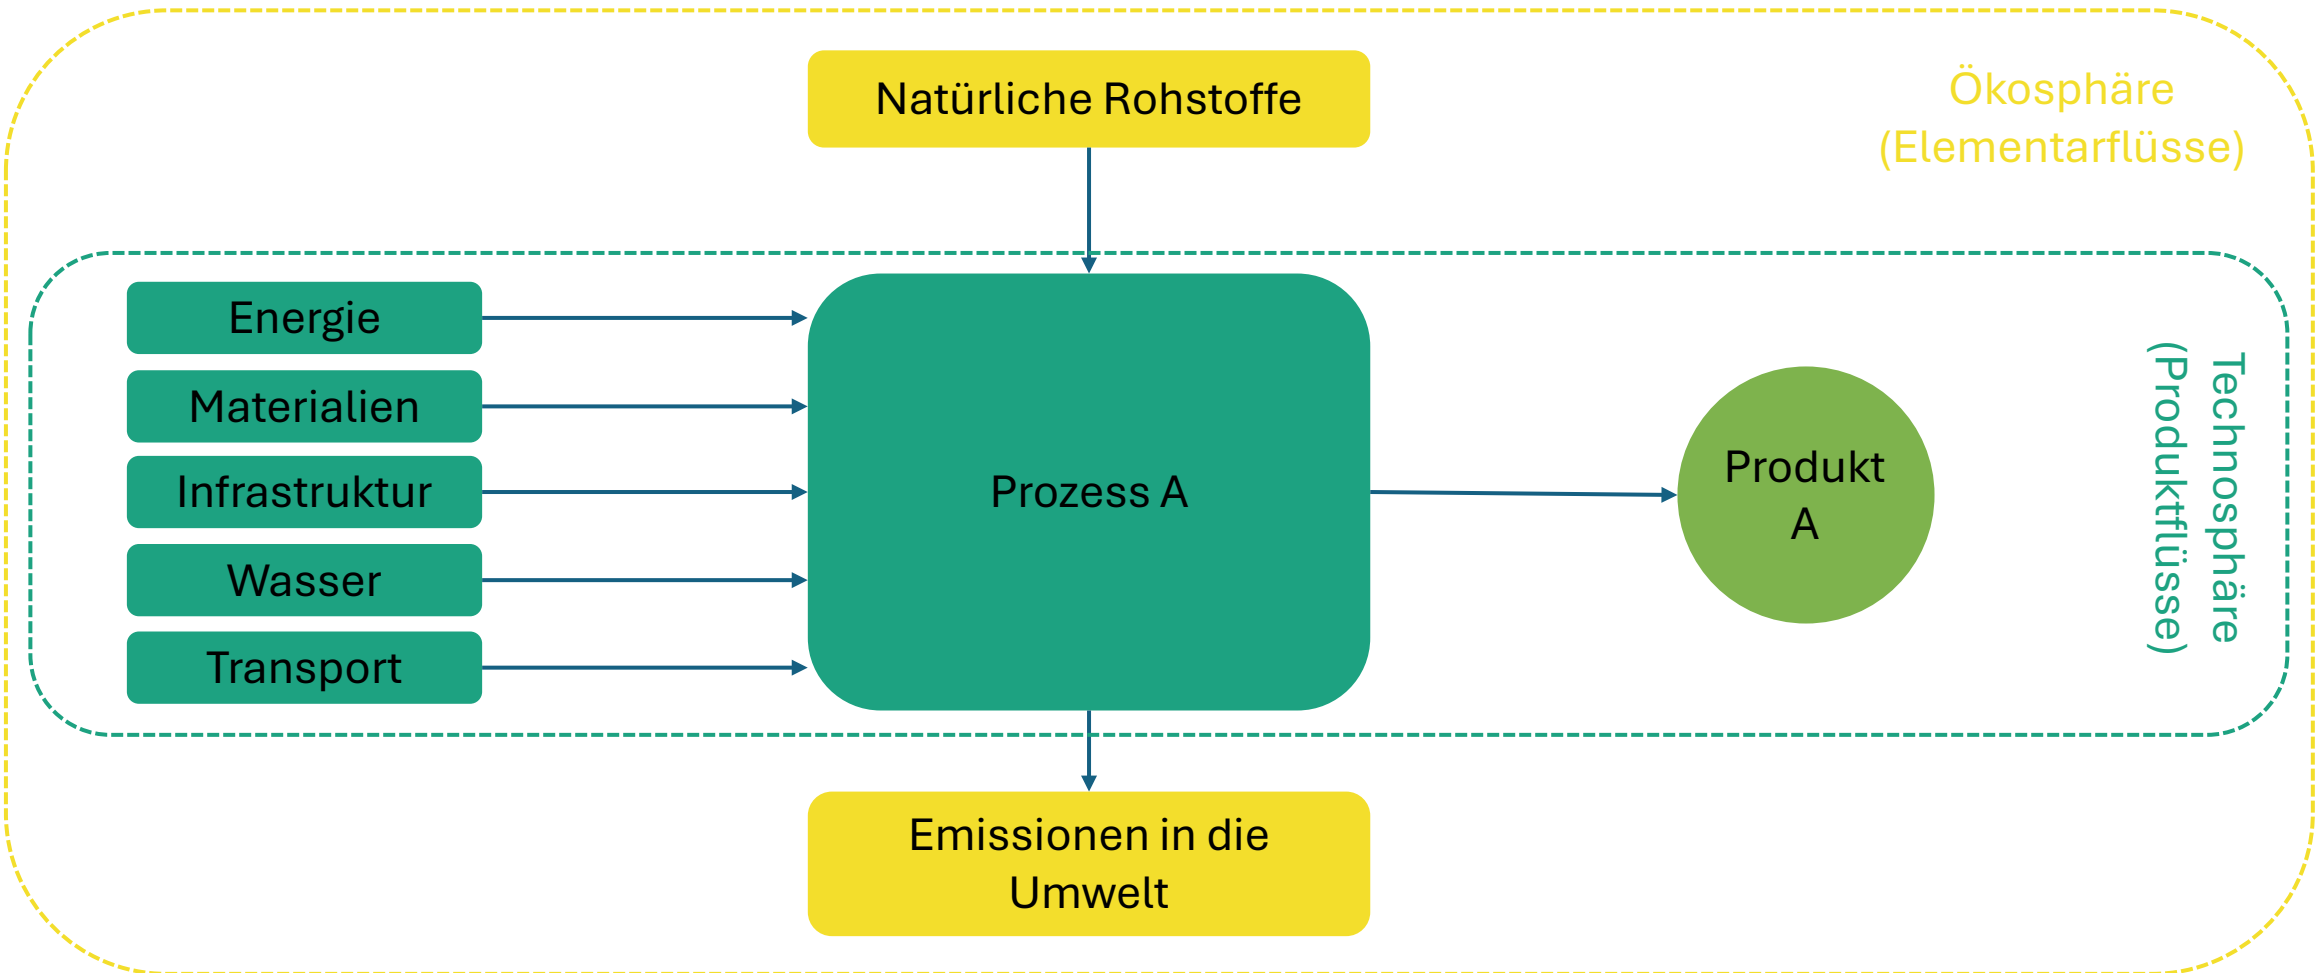 Natürliche Rohstoffe
Ökosphäre
(Elementarflüsse)
Energie
Materialien
Infrastruktur
Wasser
Transport
Prozess A
Produkt
A
Technosphäre
(Produktflüsse)
Emissionen in die
Umwelt